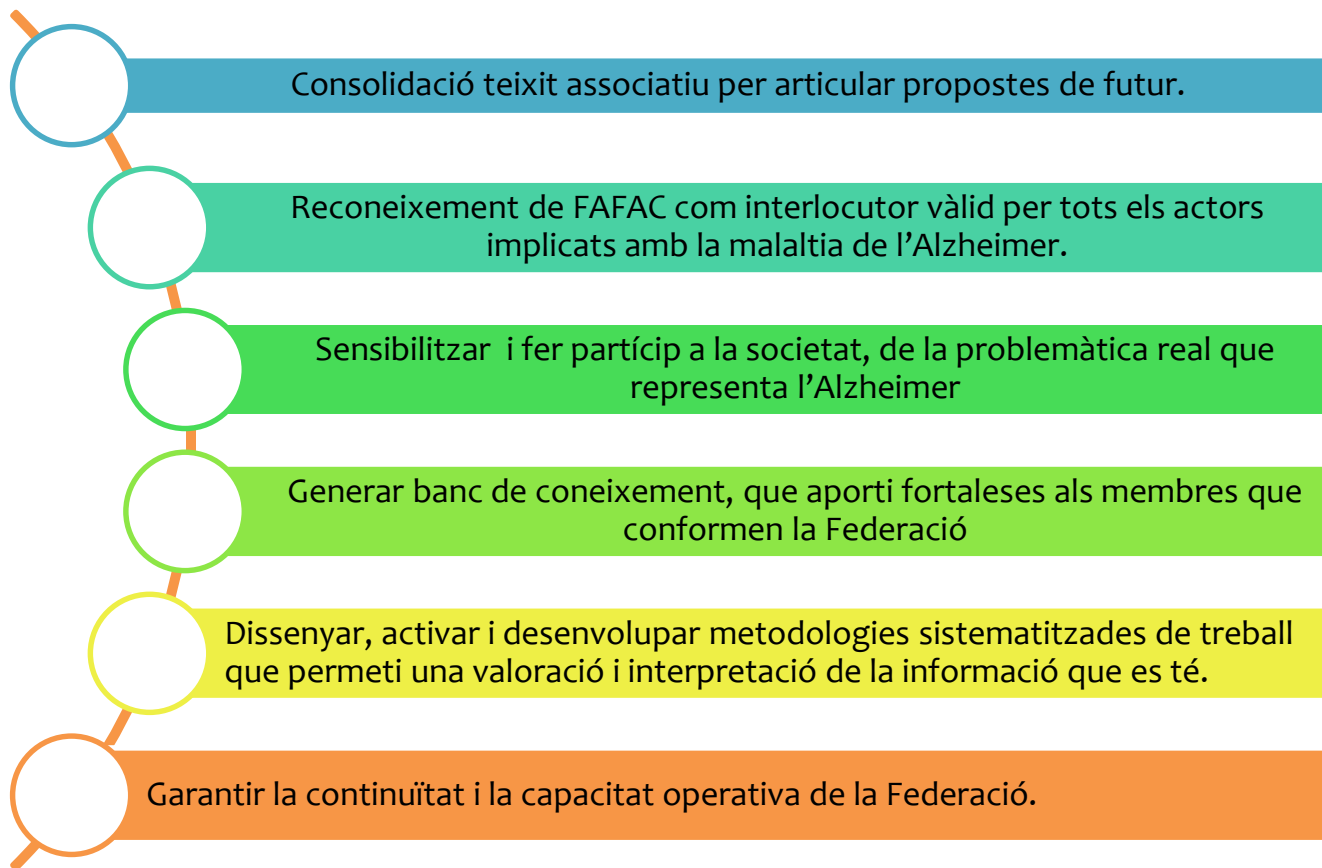 Consolidació teixit associatiu per articular propostes de futur.
Reconeixement de FAFAC com interlocutor vàlid per tots els actors
implicats amb la malaltia de l’Alzheimer.
Sensibilitzar  i fer partícip a la societat, de la problemàtica real que
representa l’Alzheimer
Generar banc de coneixement, que aporti fortaleses als membres que
conformen la Federació
Dissenyar, activar i desenvolupar metodologies sistematitzades de treball
que permeti una valoració i interpretació de la informació que es té.
Garantir la continuïtat i la capacitat operativa de la Federació.